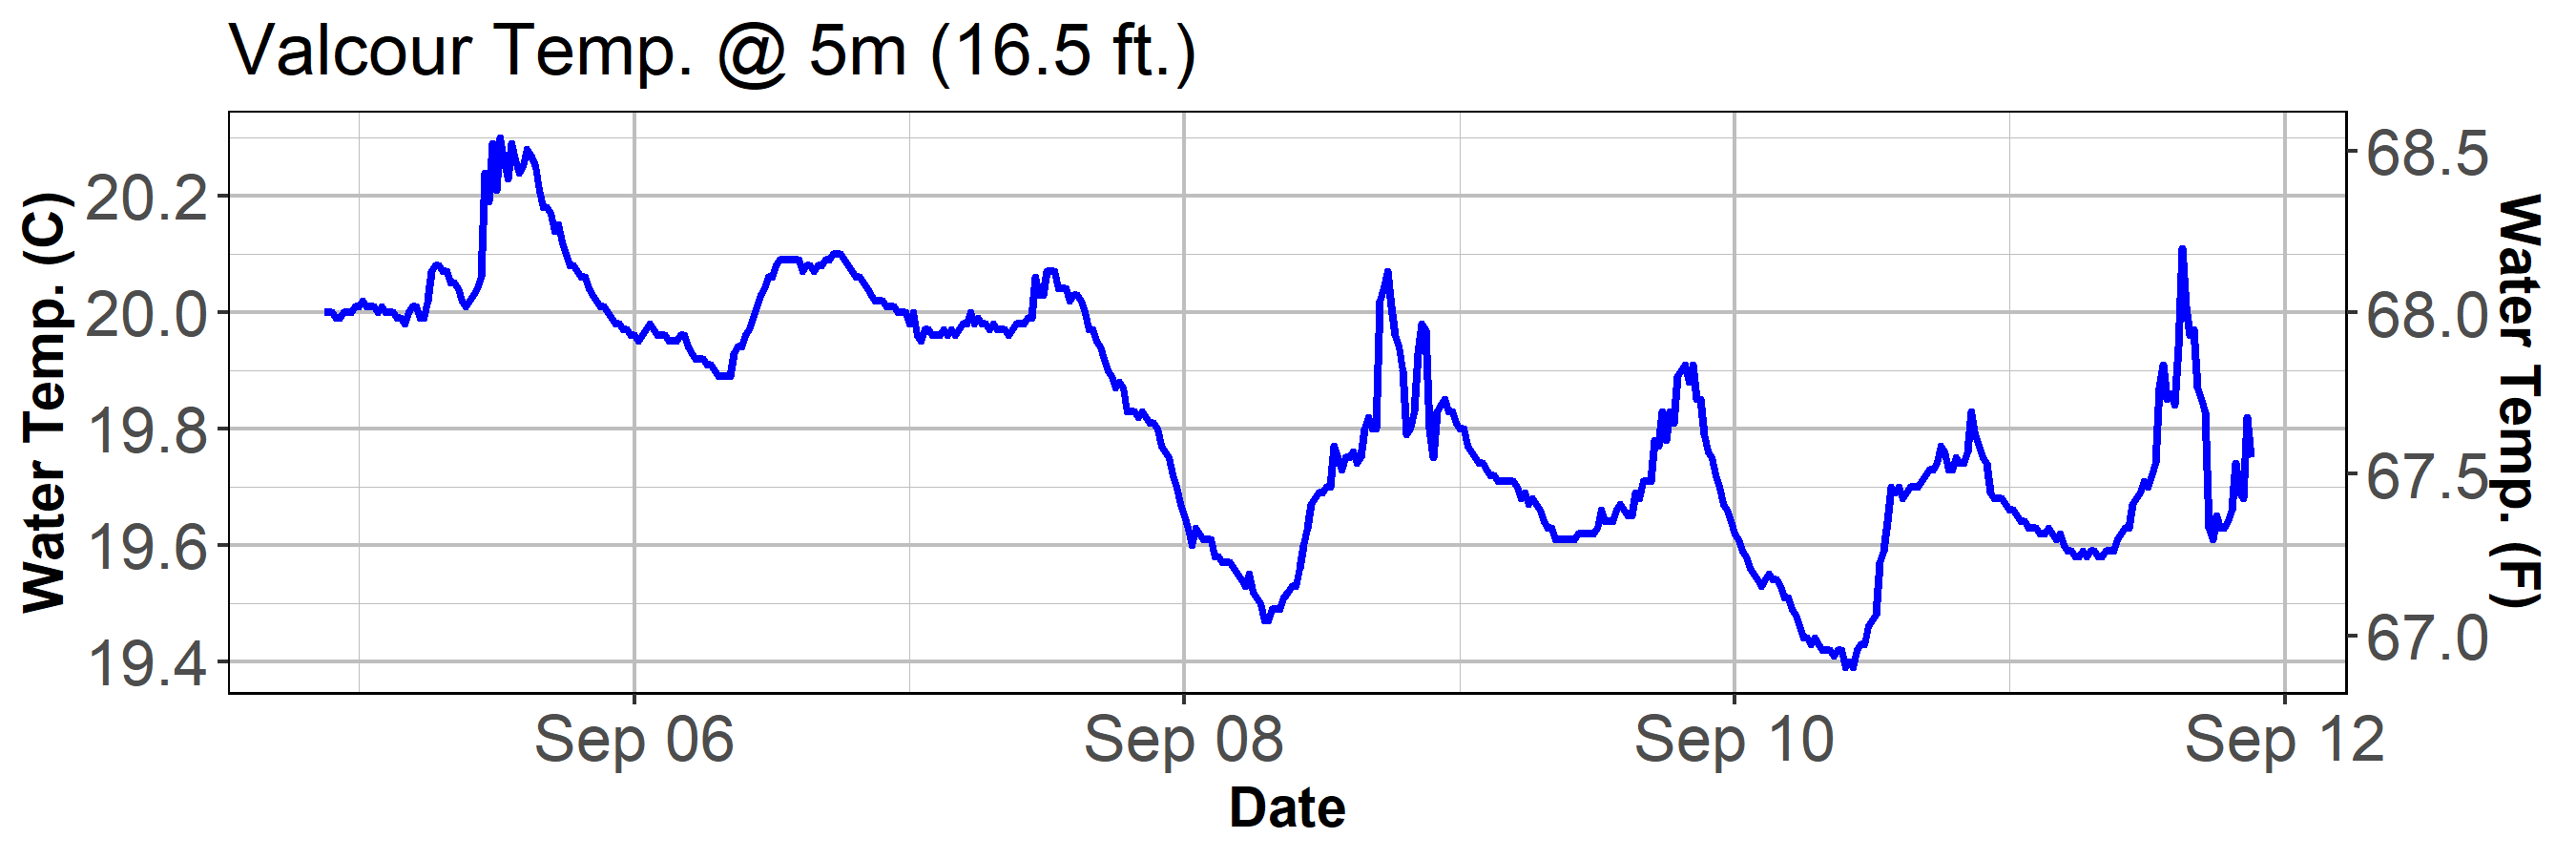 Valcour Temp. @ 5m (16.5 ft.)
Water Temp. (C)
20.2
20.0
19.8
19.6
19.4
68.5
68.0
67.5
67.0
Water Temp. (F)
Sep 06 Sep 08 Sep 10 Sep 12
Date